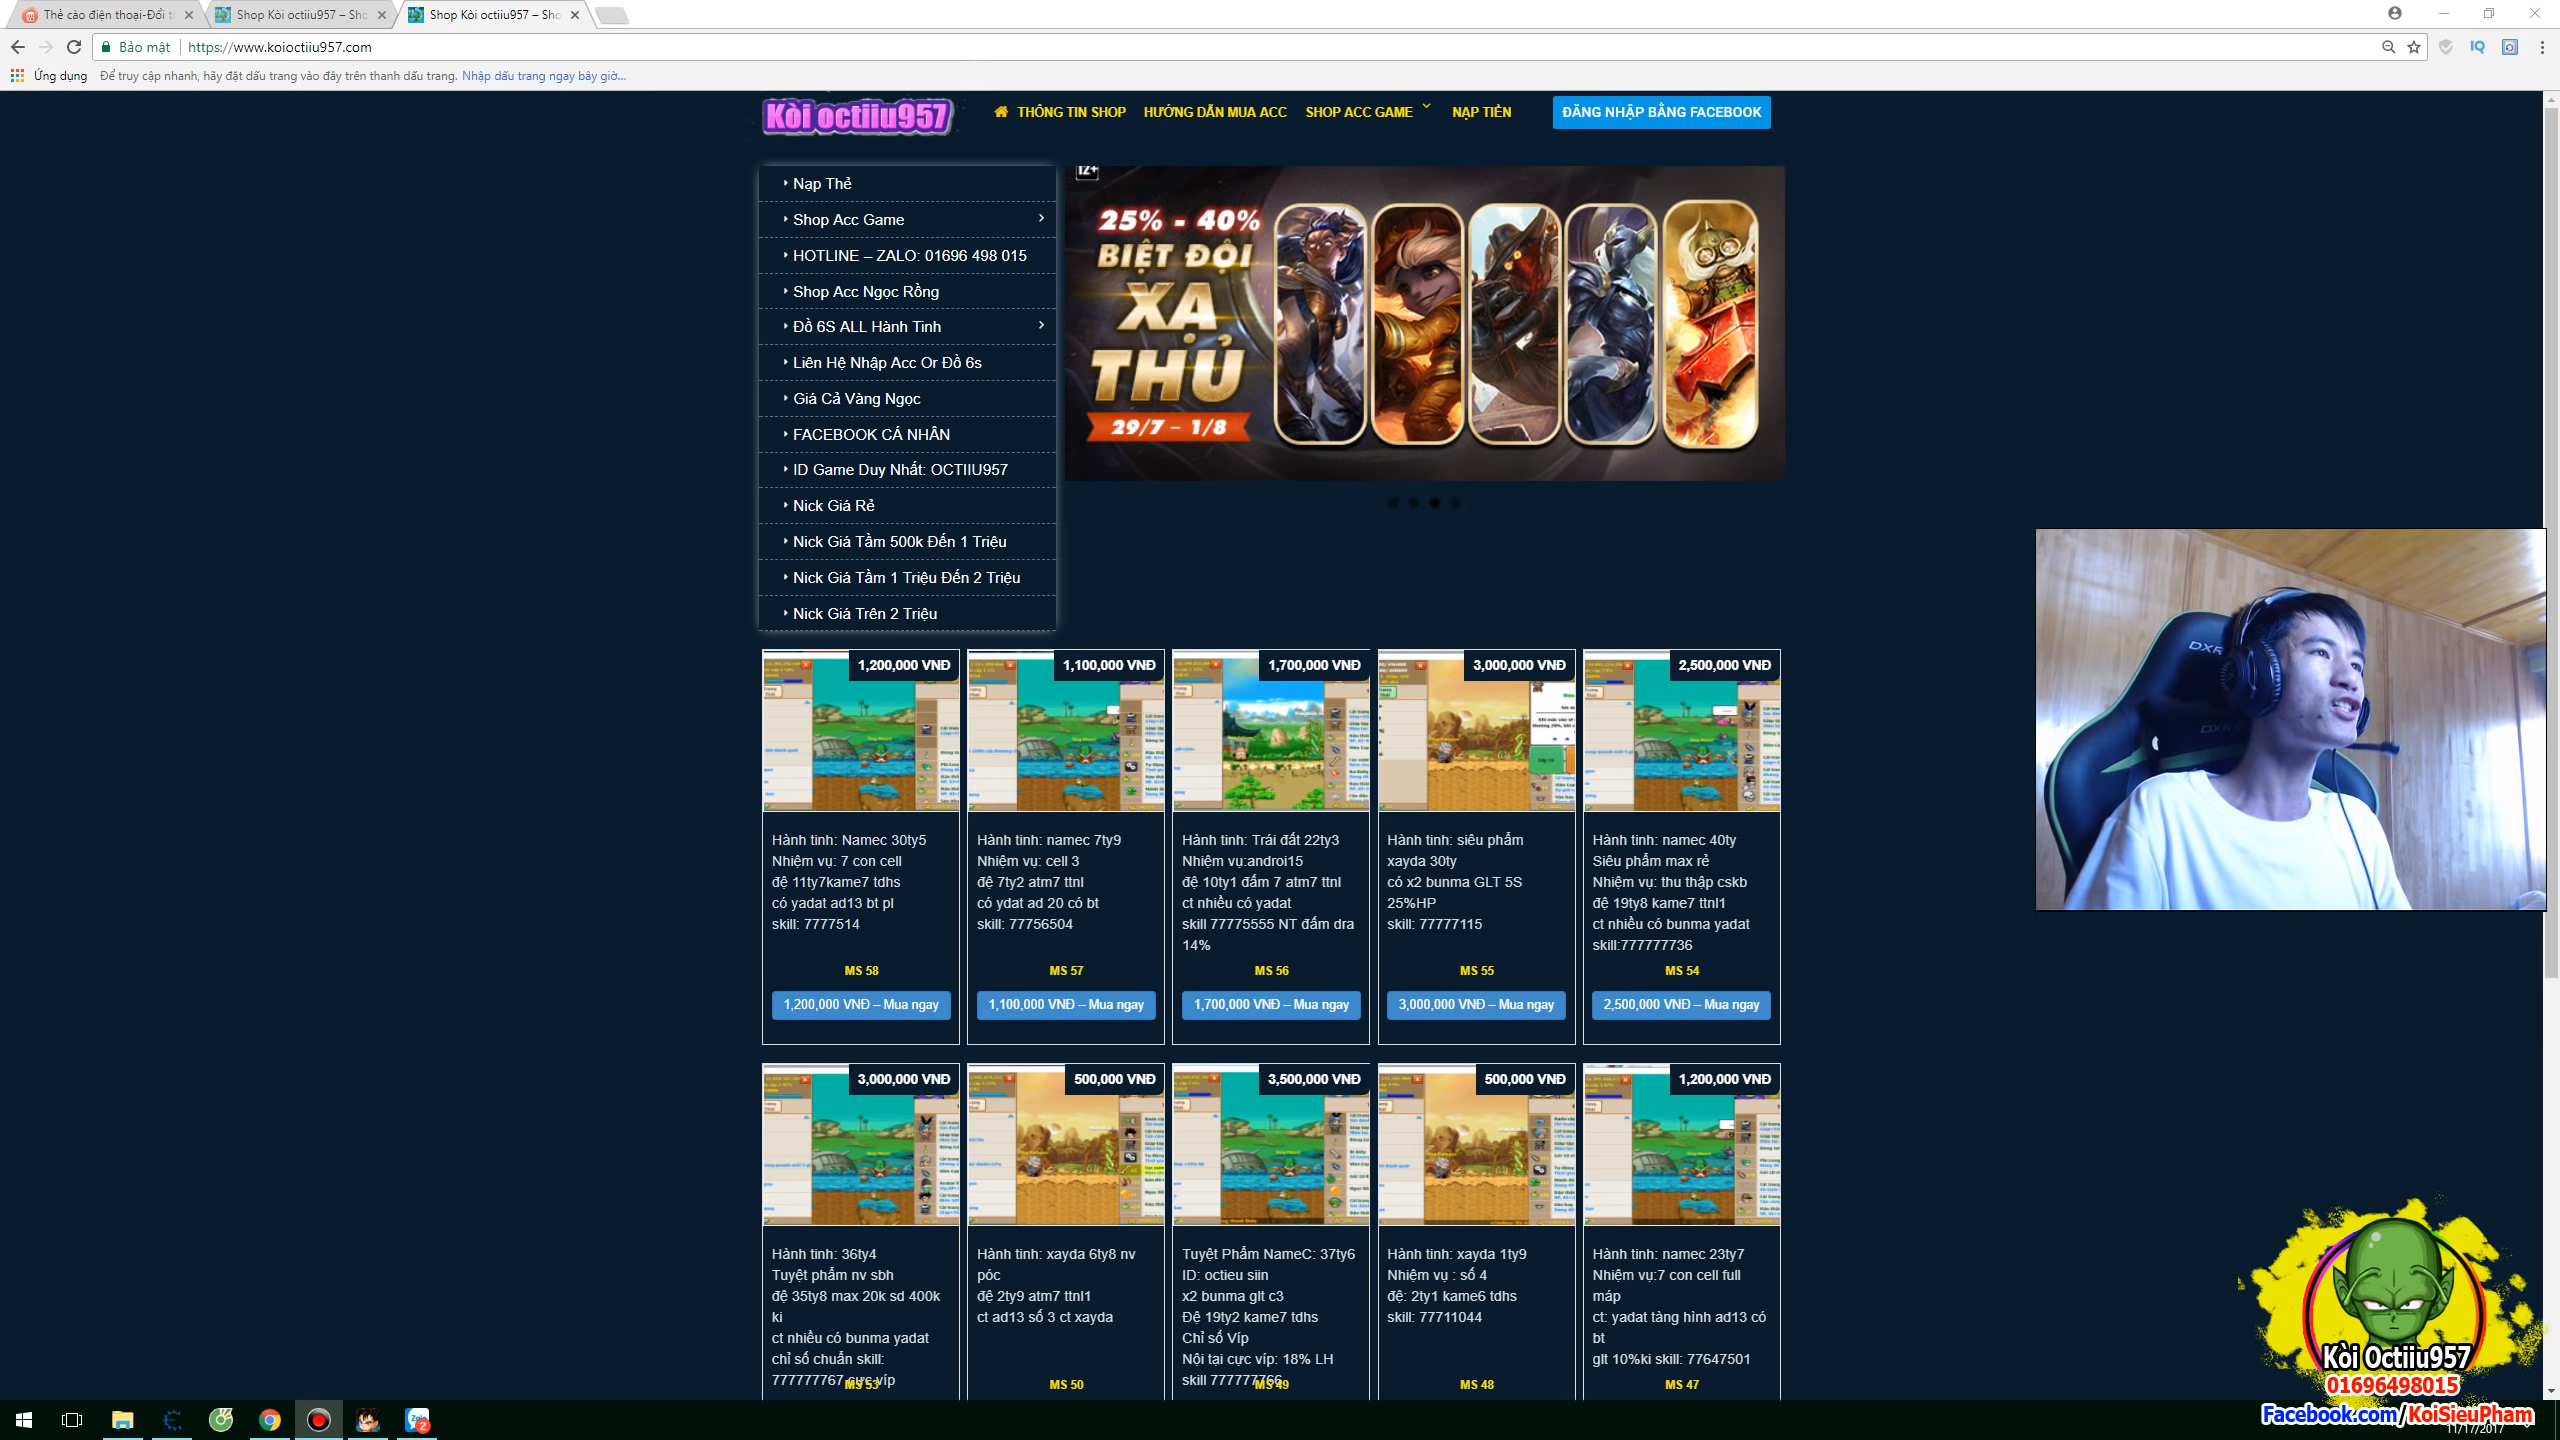 Thẻ cào điện thoại-Đổi ti
Shop Kòi octiiu957 – Sho
Shop Kòi octiiu957 – Sho
Bảo mật
https://www.koioctiiu957.com
Ứng dụng
Để truy cập nhanh, hãy đặt dấu trang vào đây trên thanh dấu trang. Nhập dấu trang ngay bây giờ...
Kòi octiiu957
THÔNG TIN SHOP
HƯỚNG DẪN MUA ACC
SHOP ACC GAME
NẠP TIỀN
ĐĂNG NHẬP BẰNG FACEBOOK
Nạp Thẻ
Shop Acc Game
HOTLINE – ZALO: 01696 498 015
Shop Acc Ngọc Rồng
Đồ 6S ALL Hành Tinh
Liên Hệ Nhập Acc Or Đồ 6s
Giá Cả Vàng Ngọc
FACEBOOK CÁ NHÂN
ID Game Duy Nhất: OCTIIU957
Nick Giá Rẻ
Nick Giá Tầm 500k Đến 1 Triệu
Nick Giá Tầm 1 Triệu Đến 2 Triệu
Nick Giá Trên 2 Triệu
12+
25% - 40%
BIỆT ĐỘI
XẠ
THỦ
29/7 – 1/8
DXR
1,200,000 VNĐ
Hành tinh: Namec 30ty5
Nhiệm vụ: 7 con cell
đệ 11ty7kame7 tdhs
có yadat ad13 bt pl
skill: 7777514
MS 58
1,200,000 VNĐ – Mua ngay
1,100,000 VNĐ
Hành tinh: namec 7ty9
Nhiệm vụ: cell 3
đệ 7ty2 atm7 ttnl
có ydat ad 20 có bt
skill: 77756504
MS 57
1,100,000 VNĐ – Mua ngay
1,700,000 VNĐ
Hành tinh: Trái đất 22ty3
Nhiệm vụ:androi15
đệ 10ty1 đấm 7 atm7 ttnl
ct nhiều có yadat
skill 77775555 NT đấm dra
14%
MS 56
1,700,000 VNĐ – Mua ngay
3,000,000 VNĐ
Hành tinh: siêu phẩm
xayda 30ty
có x2 bunma GLT 5S
25%HP
skill: 77777115
MS 55
3,000,000 VNĐ – Mua ngay
2,500,000 VNĐ
Hành tinh: namec 40ty
Siêu phẩm max rẻ
Nhiệm vụ: thu thập cskb
đệ 19ty8 kame7 ttnl1
ct nhiều có bunma yadat
skill:777777736
MS 54
2,500,000 VNĐ – Mua ngay
3,000,000 VNĐ
Hành tinh: 36ty4
Tuyệt phẩm nv sbh
đệ 35ty8 max 20k sd 400k
ki
ct nhiều có bunma yadat
chỉ số chuẩn skill:
777777767 cực víp
MS 53
500,000 VNĐ
Hành tinh: xayda 6ty8 nv
póc
đệ 2ty9 atm7 ttnl1
ct ad13 số 3 ct xayda
MS 50
3,500,000 VNĐ
Tuyệt Phẩm NameC: 37ty6
ID: octieu siin
x2 bunma glt c3
Đệ 19ty2 kame7 tdhs
Chỉ số Víp
Nội tại cực víp: 18% LH
skill 777777766
MS 49
500,000 VNĐ
Hành tinh: xayda 1ty9
Nhiệm vụ : số 4
đệ: 2ty1 kame6 tdhs
skill: 77711044
MS 48
1,200,000 VNĐ
Hành tinh: namec 23ty7
Nhiệm vụ:7 con cell full
máp
ct: yadat tàng hình ad13 có
bt
glt 10%ki skill: 77647501
MS 47
Kòi Octiiu957
01696498015
Facebook.com/KoiSieuPham
11/17/2017